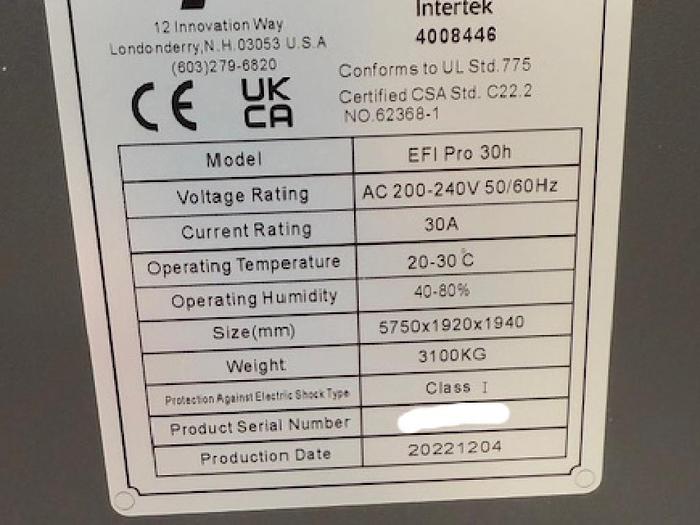 Intertek
4008446
12 Innovation Way
Londonderry, N.H. 03053 U.S.A
(603)279-6820
CE UK CA
Conforms to UL Std.775
Certified CSA Std. C22.2
NO.62368-1
Model EFI Pro 30h
Voltage Rating AC 200-240V 50/60Hz
Current Rating 30A
Operating Temperature 20-30℃
Operating Humidity 40-80%
Size(mm) 5750x1920x1940
Weight 3100KG
Protection Against Electric Shock Type Class I
Product Serial Number
Production Date 20221204